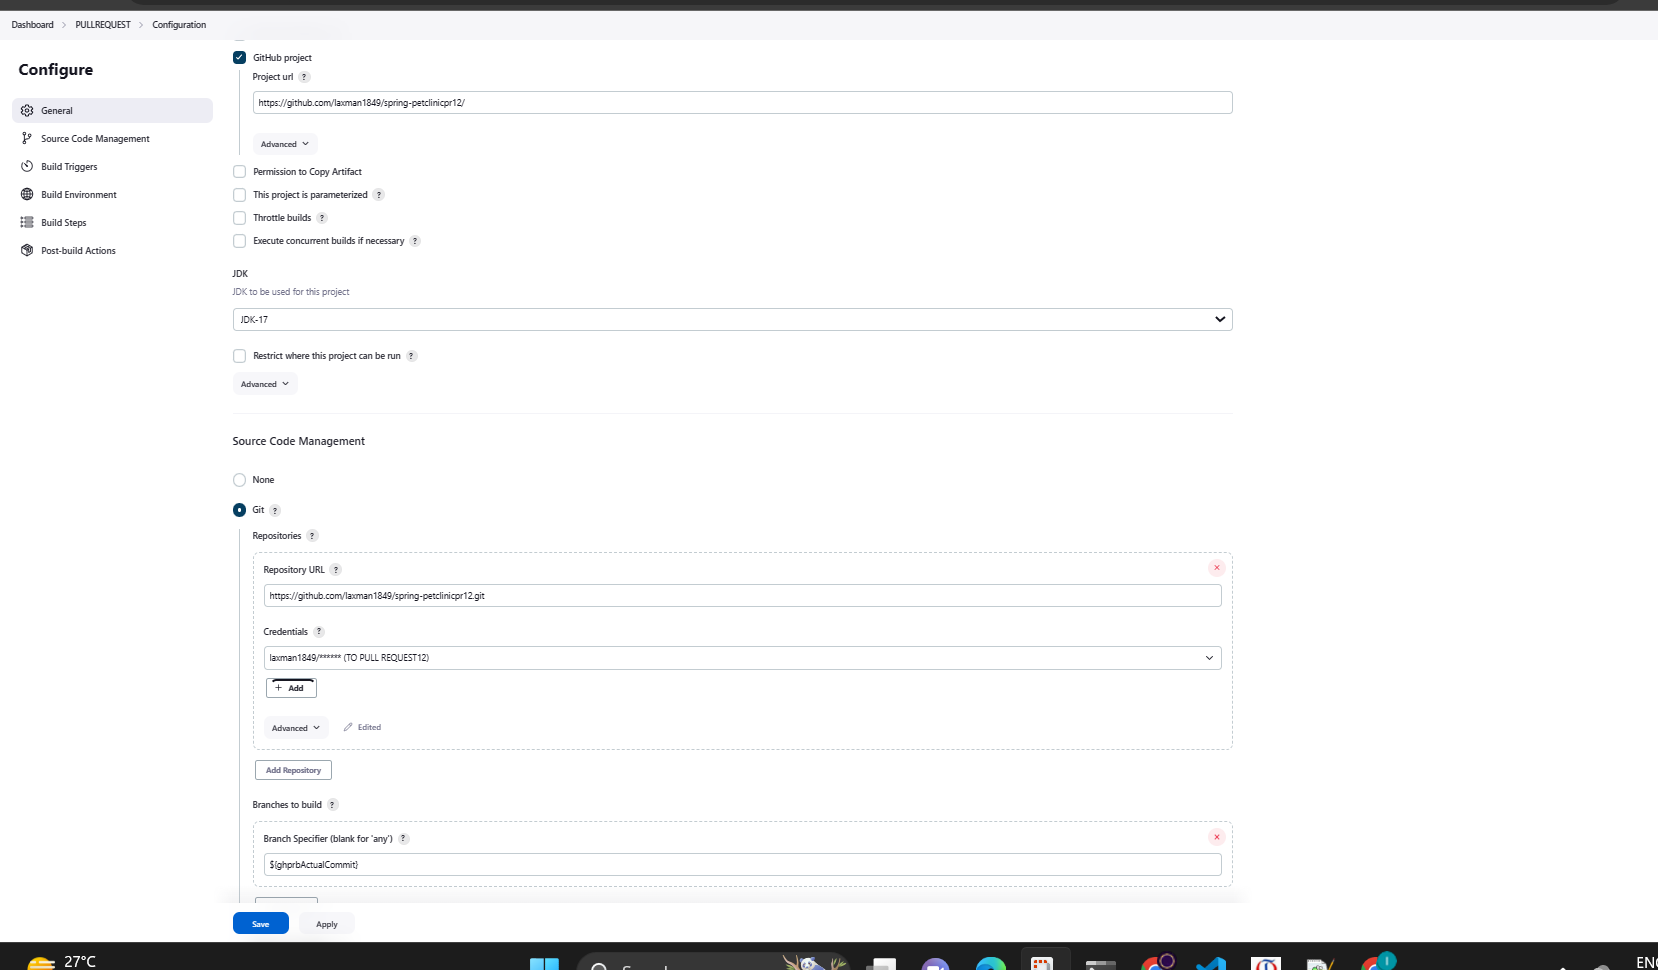 Dashboard > PULLREQUEST > Configuration
Configure
General
Source Code Management
Build Triggers
Build Environment
Build Steps
Post-build Actions
GitHub project
Project url ?
https://github.com/laxman1849/spring-petclinicpr12/
Advanced
Permission to Copy Artifact
This project is parameterized ?
Throttle builds ?
Execute concurrent builds if necessary ?
JDK
JDK to be used for this project
JDK-17
Restrict where this project can be run ?
Advanced
Source Code Management
None
Git ?
Repositories ?
Repository URL ?
https://github.com/laxman1849/spring-petclinicpr12.git
Credentials ?
laxman1849/****** (TO PULL REQUEST12)
+ Add
Advanced Edited
Add Repository
Branches to build ?
Branch Specifier (blank for 'any') ?
${ghprbActualCommit}
Save Apply
27°C